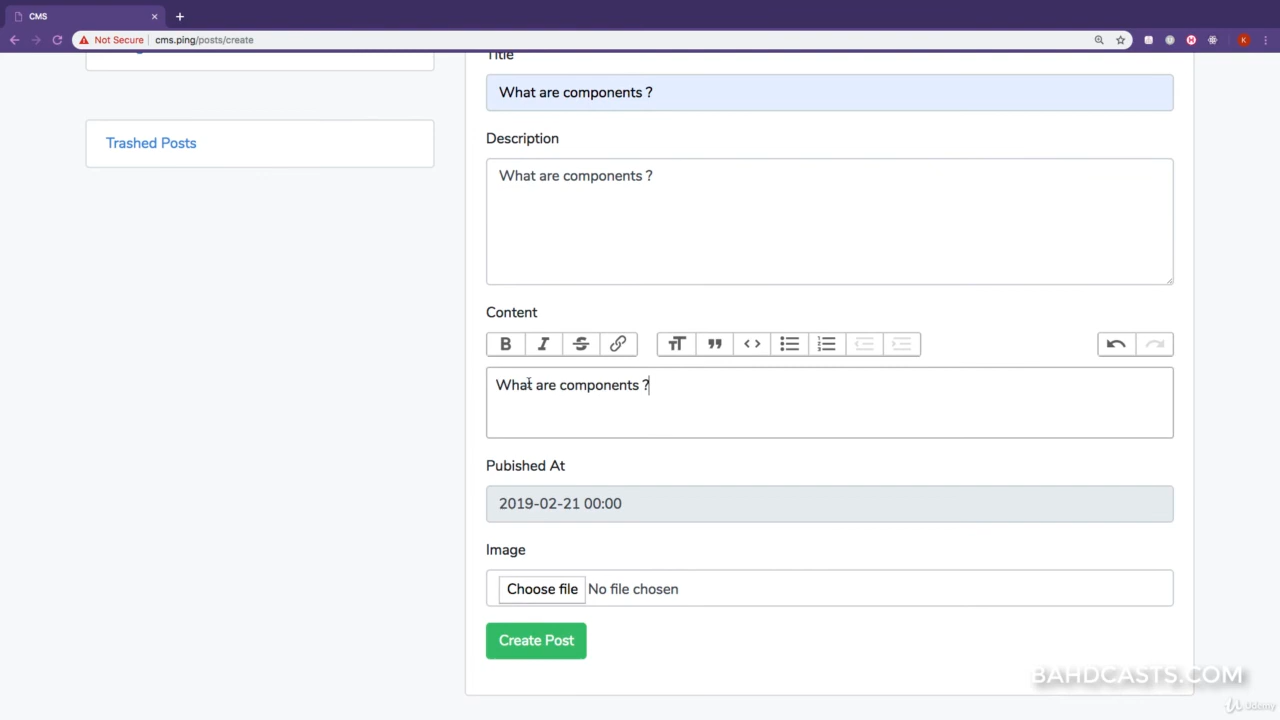 CMS
Not Secure
cms.ping/posts/create
K
Title
What are components ?
Trashed Posts
Description
What are components ?
Content
B I S
T T
What are components ?
Pubished At
2019-02-21 00:00
Image
Choose file No file chosen
Create Post
BAHDCASTS.COM
Udemy